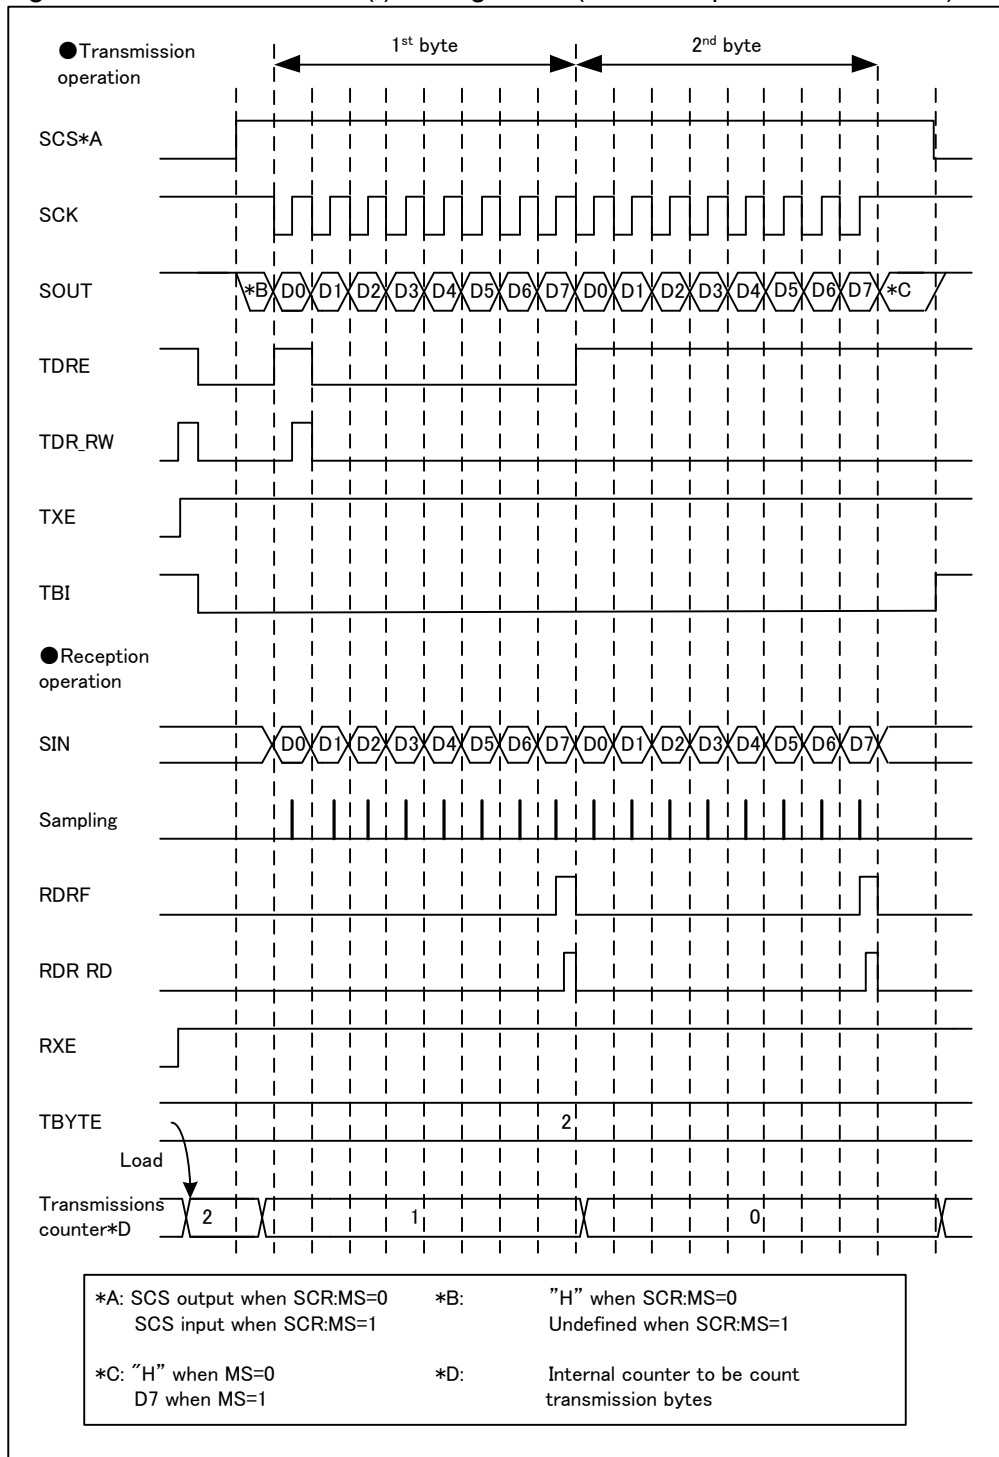 ●Transmission
operation
1st byte
2nd byte
SCS*A
SCK
SOUT
*B D0 D1 D2 D3 D4 D5 D6 D7 D0 D1 D2 D3 D4 D5 D6 D7 *C
TDRE
TDR_RW
TXE
TBI
●Reception
operation
SIN
D0 D1 D2 D3 D4 D5 D6 D7 D0 D1 D2 D3 D4 D5 D6 D7
Sampling
RDRF
RDR RD
RXE
TBYTE
2
Load
Transmissions
counter*D
2 1 0
*A: SCS output when SCR:MS=0
SCS input when SCR:MS=1
*B: "H" when SCR:MS=0
Undefined when SCR:MS=1
*C: "H" when MS=0
D7 when MS=1
*D: Internal counter to be count
transmission bytes